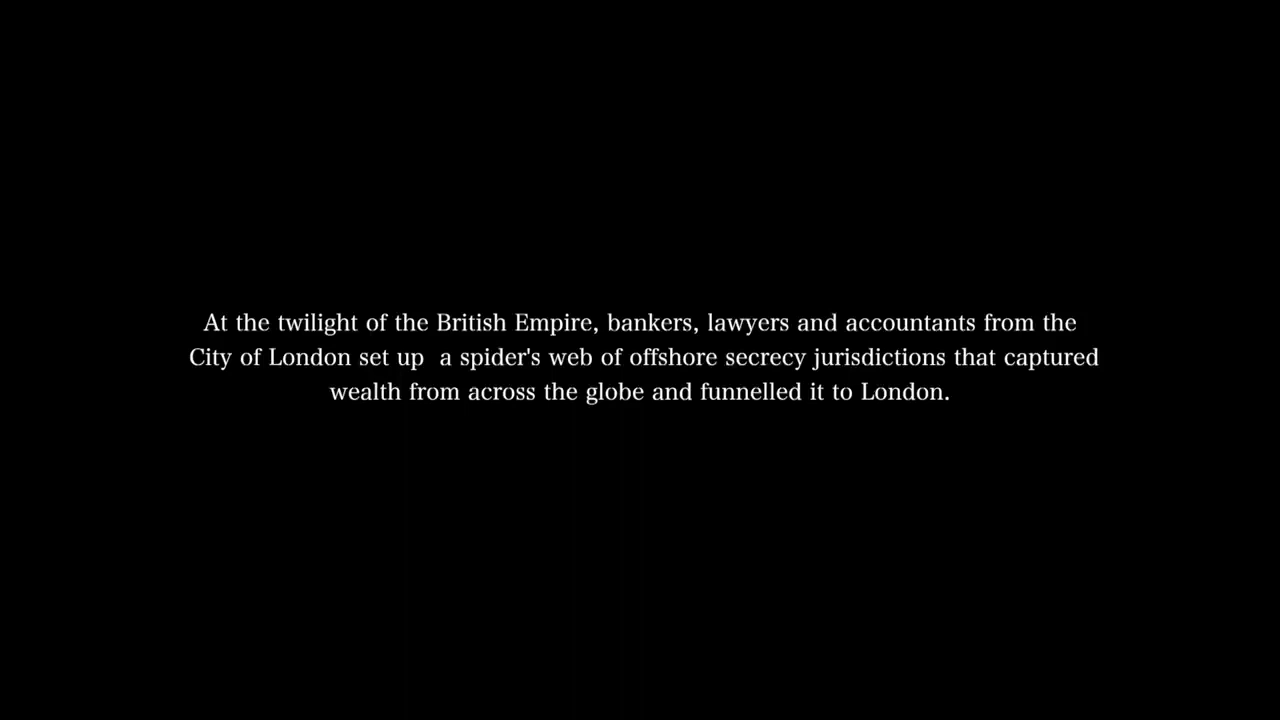 At the twilight of the British Empire, bankers, lawyers and accountants from the
City of London set up  a spider's web of offshore secrecy jurisdictions that captured
wealth from across the globe and funnelled it to London.